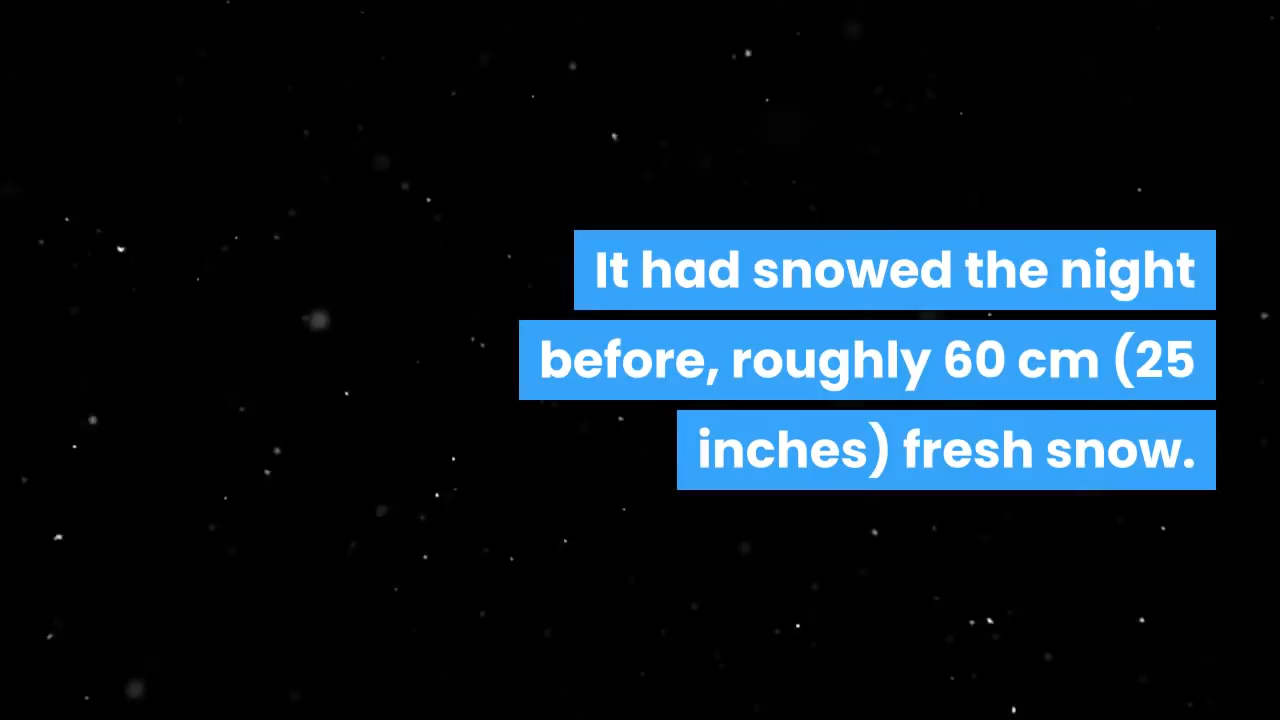 It had snowed the night
before, roughly 60 cm (25
inches) fresh snow.